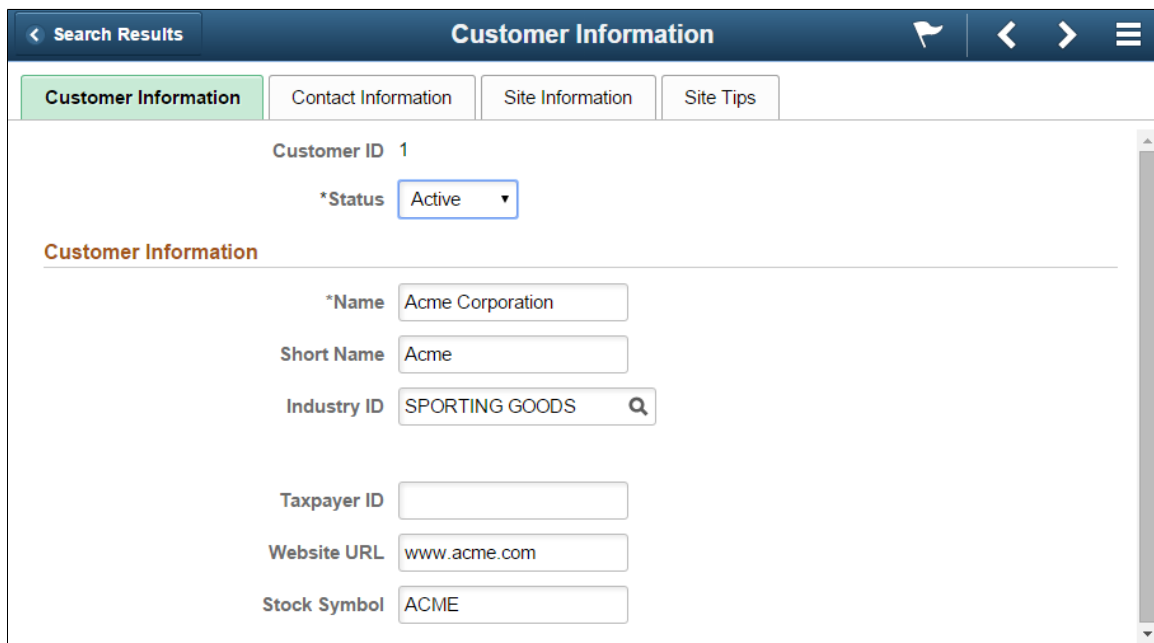 Search Results Customer Information
Customer Information Contact Information Site Information Site Tips
Customer ID 1
*Status Active
Customer Information
*Name Acme Corporation
Short Name Acme
Industry ID SPORTING GOODS
Taxpayer ID
Website URL www.acme.com
Stock Symbol ACME